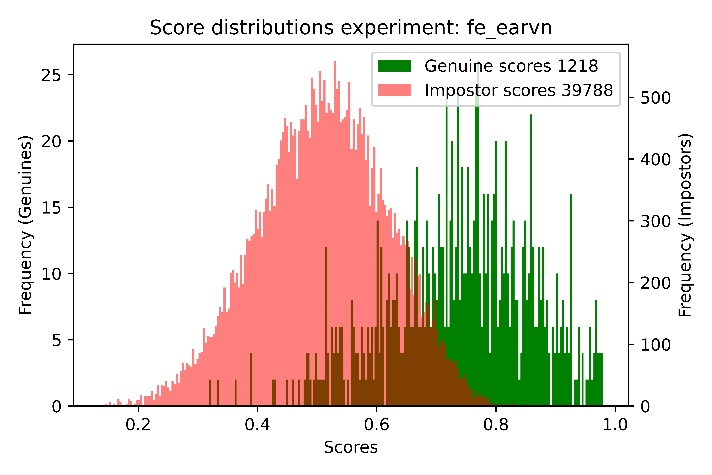 Score distributions experiment: fe_earvn
Genuine scores 1218
Impostor scores 39788
Frequency (Genuines)
25
20
15
10
5
0
500
400
300
200
100
0
Frequency (Impostors)
0.2 0.4 0.6 0.8 1.0
Scores